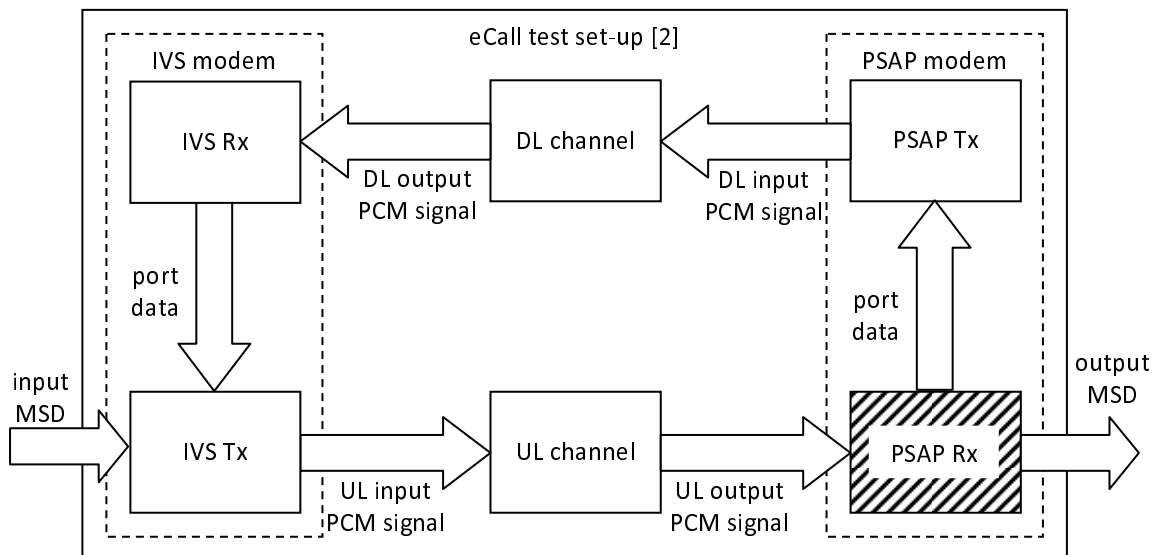 eCall test set-up [2]
IVS modem
PSAP modem
IVS Rx
DL channel
PSAP Tx
DL output
PCM signal
DL input
PCM signal
port
data
port
data
input
MSD
output
MSD
IVS Tx
UL channel
PSAP Rx
UL input
PCM signal
UL output
PCM signal